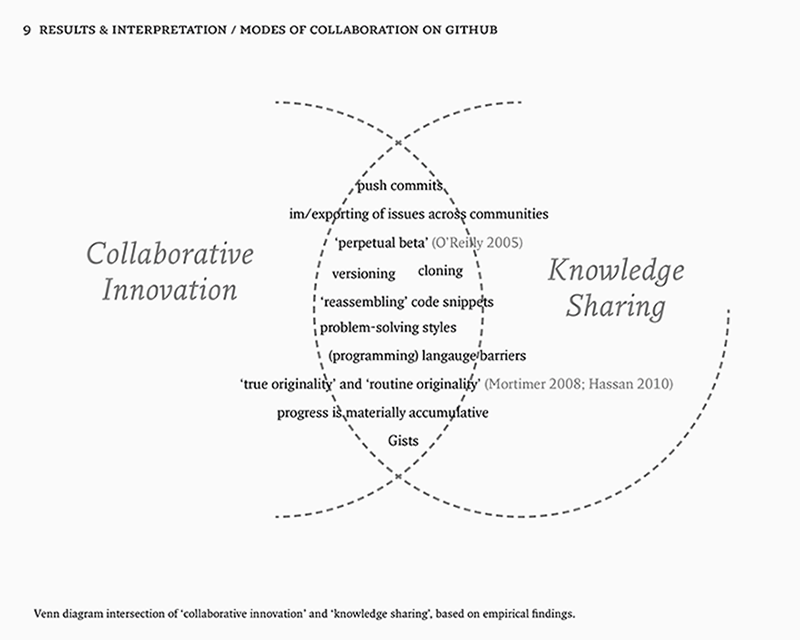 9 RESULTS & INTERPRETATION / MODES OF COLLABORATION ON GITHUB
push commits
im/exporting of issues across communities
‘perpetual beta’ (O’Reilly 2005)
Collaborative
Innovation
versioning cloning
Knowledge
Sharing
‘reassembling’ code snippets
problem-solving styles
(programming) langauge barriers
‘true originality’ and ‘routine originality’ (Mortimer 2008; Hassan 2010)
progress is materially accumulative
Gists
Venn diagram intersection of ‘collaborative innovation’ and ‘knowledge sharing’, based on empirical findings.